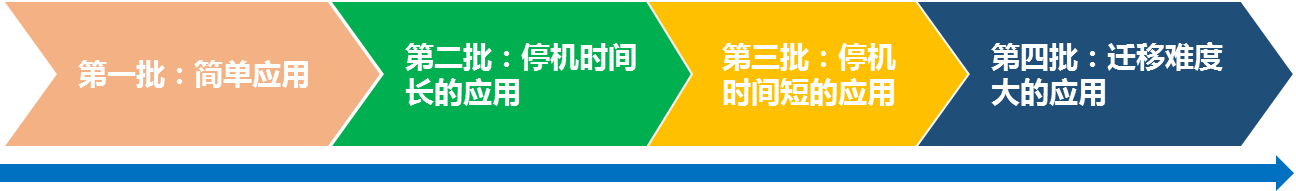 第一批：简单应用
第二批：停机时间
长的应用
第三批：停机
时间短的应用
第四批：迁移难度
大的应用